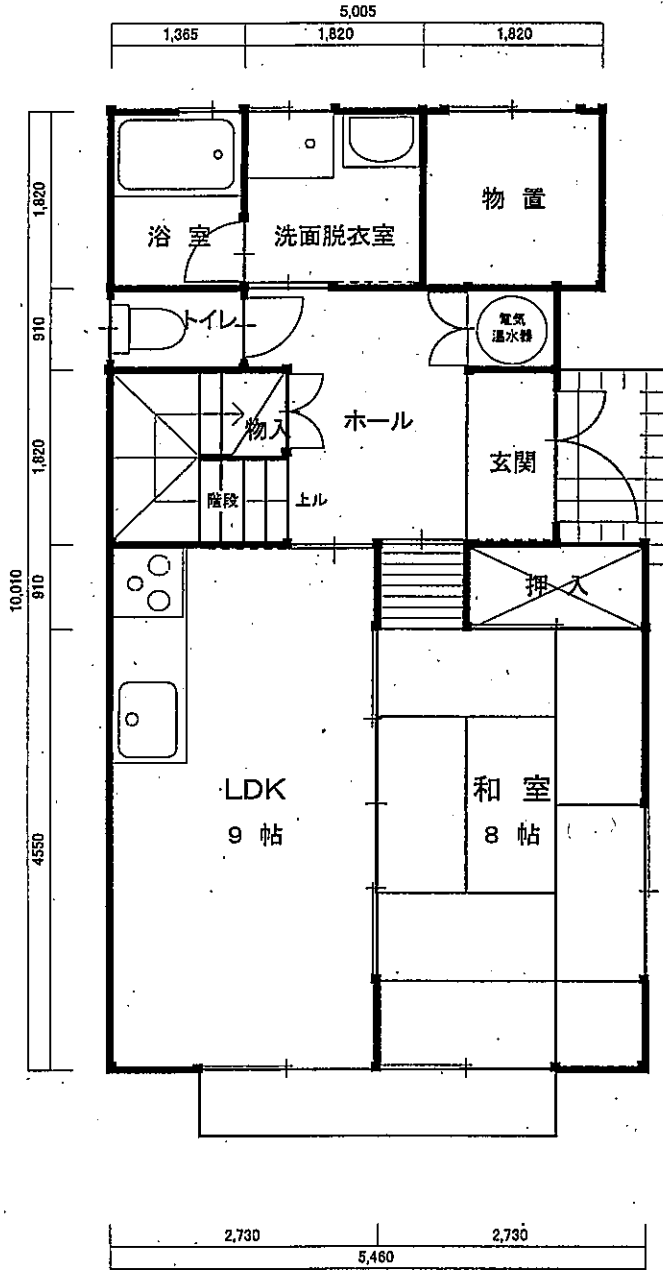 5,005
1,365
1,820
1,820
1,820
910
1,820
910
4550
10,010
浴室
洗面脱衣室
物置
トイレ
電気
温水器
物入
ホール
玄関
階段
上ル
押入
LDK
9 帖
和室
8 帖
2,730
2,730
5,460